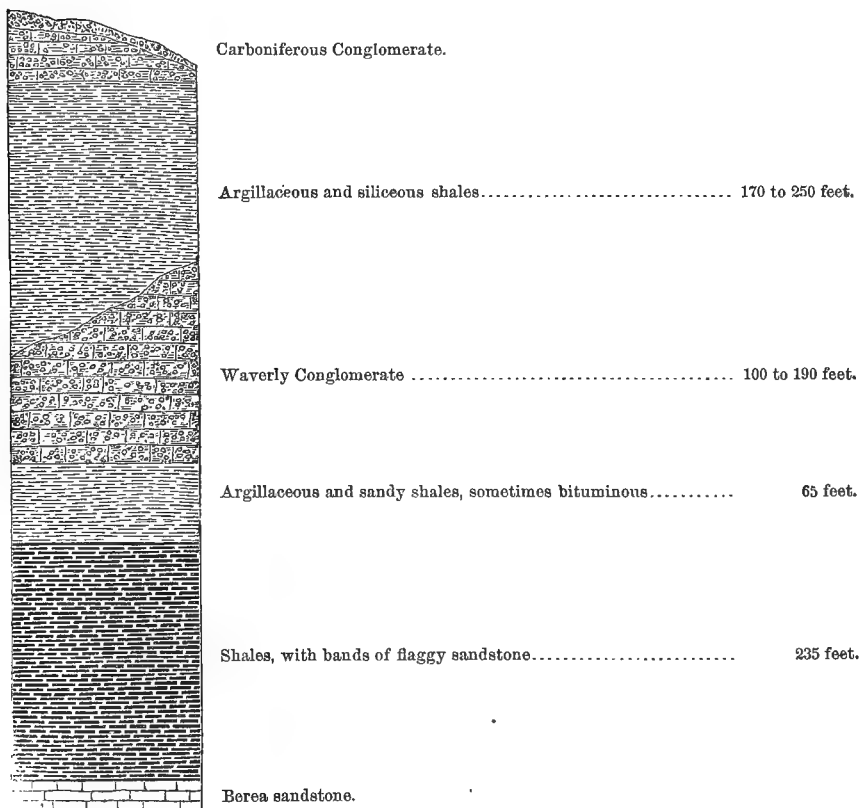 Carboniferous Conglomerate.
Argillaceous and siliceous shales................................... 170 to 250 feet.
Waverly Conglomerate ............................................. 100 to 190 feet.
Argillaceous and sandy shales, sometimes bituminous........... 65 feet.
Shales, with bands of flaggy sandstone............................ 235 feet.
Berea sandstone.